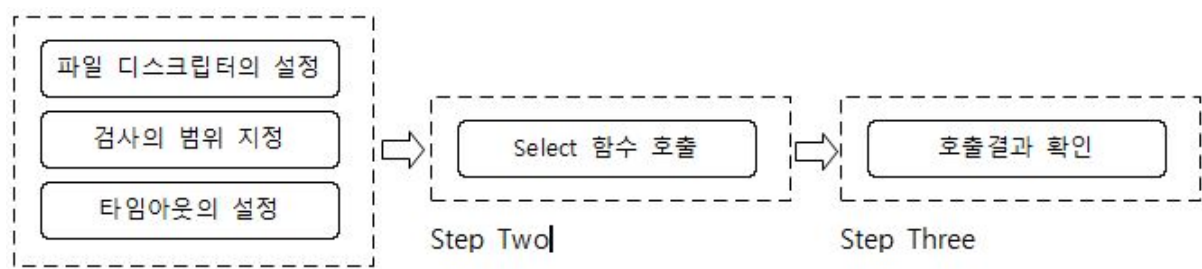 파일 디스크립터의 설정
검사의 범위 지정
타임아웃의 설정
Select 함수 호출
Step Two
호출결과 확인
Step Three